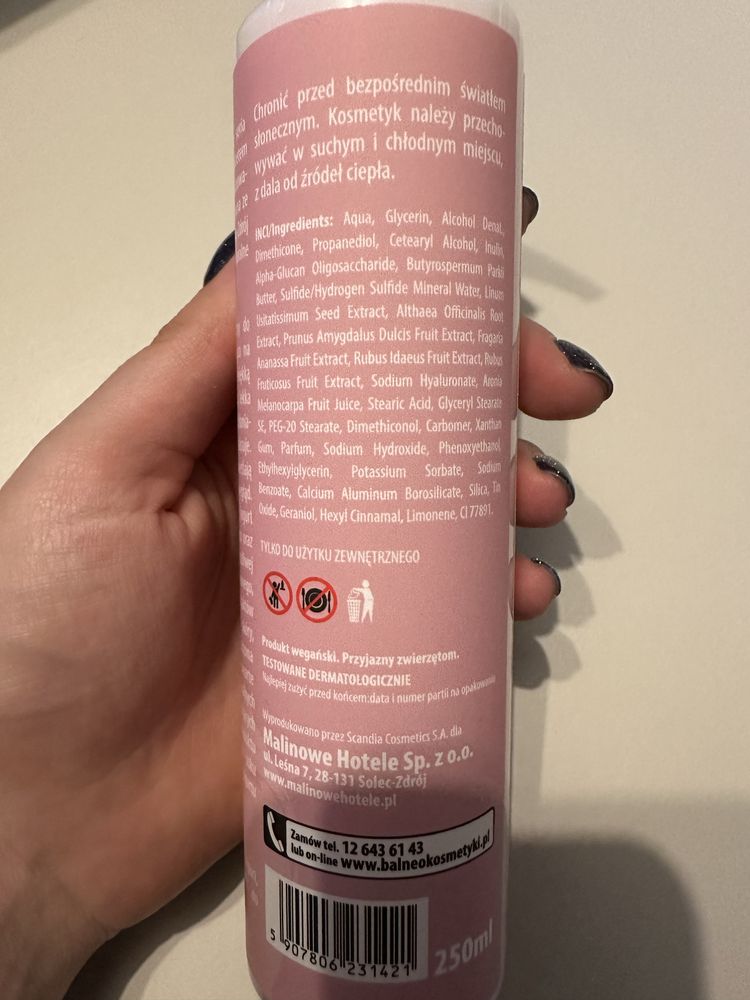 Chronić przed bezpośrednim światłem
słonecznym. Kosmetyk należy przecho-
wywać w suchym i chłodnym miejscu,
z dala od źródeł ciepła.
INCI/Ingredients: Aqua, Glycerin, Alcohol Denat.,
Dimethicone, Propanediol, Cetearyl Alcohol, Inulin,
Alpha-Glucan Oligosaccharide, Butyrospermum Parkii
Butter, Sulfide/Hydrogen Sulfide Mineral Water, Linum
Usitatissimum Seed Extract, Althaea Officinalis Root
Extract, Prunus Amygdalus Dulcis Fruit Extract, Fragaria
Ananassa Fruit Extract, Rubus Idaeus Fruit Extract, Rubus
Fruticosus Fruit Extract, Sodium Hyaluronate, Aronia
Melanocarpa Fruit Juice, Stearic Acid, Glyceryl Stearate
SE, PEG-20 Stearate, Dimethiconol, Carbomer, Xanthan
Gum, Parfum, Sodium Hydroxide, Phenoxyethanol,
Ethylhexylglycerin, Potassium Sorbate, Sodium
Benzoate, Calcium Aluminum Borosilicate, Silica, Tin
Oxide, Geraniol, Hexyl Cinnamal, Limonene, CI 77891.
TYLKO DO UŻYTKU ZEWNĘTRZNEGO
Produkt wegański. Przyjazny zwierzętom.
TESTOWANE DERMATOLOGICZNIE
Najlepiej zużyć przed końcem:data i numer partii na opakowaniu
Wyprodukowano przez Scandia Cosmetics S.A. dla
Malinowe Hotele Sp. z o.o.
ul. Leśna 7, 28-131 Solec-Zdrój
www.malinowehotele.pl
Zamów tel. 12 643 61 43
lub on-line www.balneokosmetyki.pl
5 907806 231421
250ml